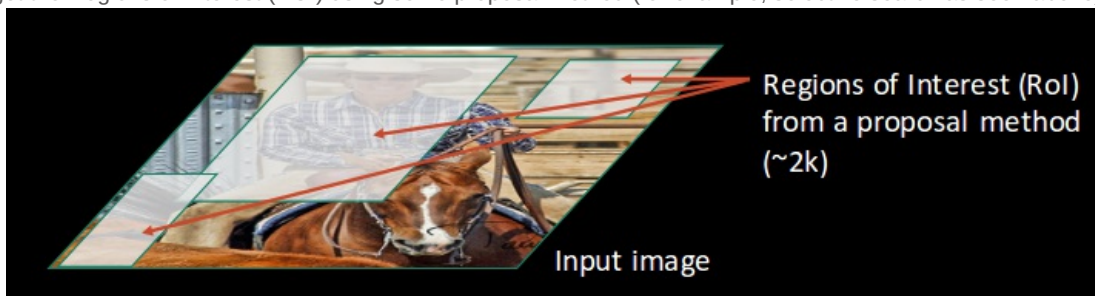 Regions of Interest (RoI)
from a proposal method
(~2k)
Input image